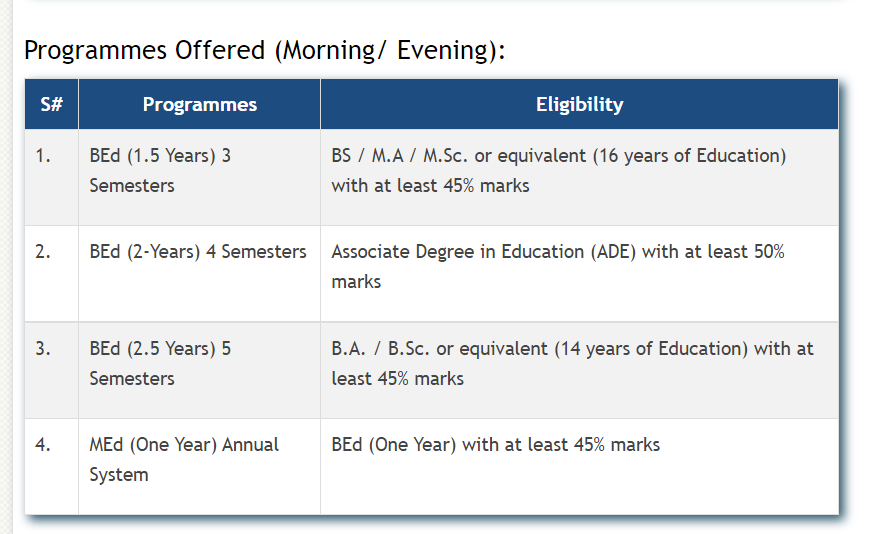 Programmes Offered (Morning/ Evening):
S# Programmes Eligibility
1. BEd (1.5 Years) 3 BS / M.A / M.Sc. or equivalent (16 years of Education)
Semesters with at least 45% marks
2. BEd (2-Years) 4 Semesters Associate Degree in Education (ADE) with at least 50%
marks
3. BEd (2.5 Years) 5 B.A. / B.Sc. or equivalent (14 years of Education) with at
Semesters least 45% marks
4. MEd (One Year) Annual BEd (One Year) with at least 45% marks
System